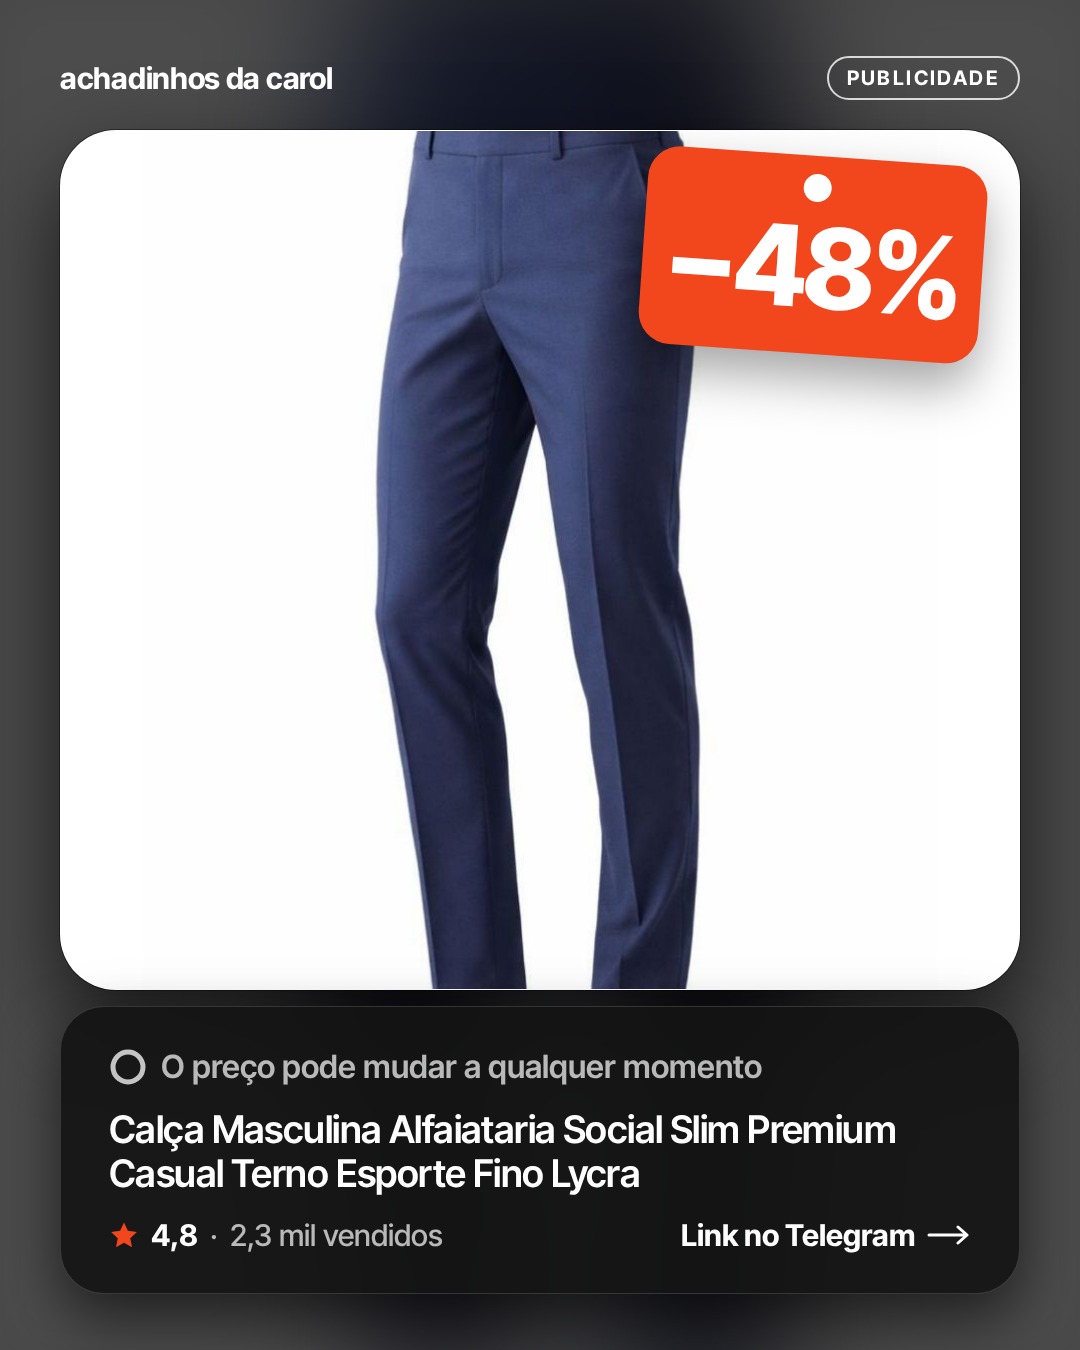 achadinhos da carol
PUBLICIDADE
−48%
O preço pode mudar a qualquer momento
Calça Masculina Alfaiataria Social Slim Premium
Casual Terno Esporte Fino Lycra
4,8 · 2,3 mil vendidos
Link no Telegram →